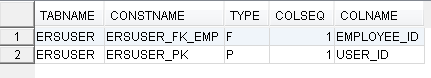 TABNAME CONSTNAME TYPE COLSEQ COLNAME
1 ERSUSER ERSUSER_FK_EMP F 1 EMPLOYEE_ID
2 ERSUSER ERSUSER_PK P 1 USER_ID